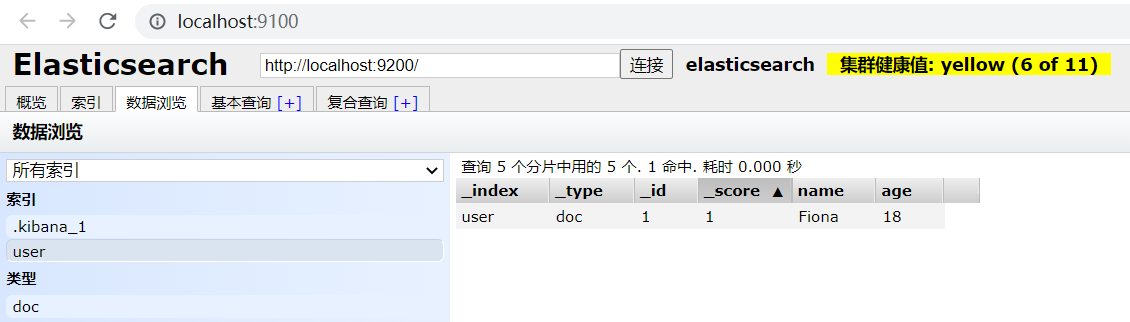 localhost:9100
Elasticsearch http://localhost:9200/ 连接 elasticsearch 集群健康值: yellow (6 of 11)
概览 索引 数据浏览 基本查询 [+] 复合查询 [+]
数据浏览
所有索引
索引
.kibana_1
user
类型
doc
查询 5 个分片中用的 5 个. 1 命中. 耗时 0.000 秒
_index _type _id _score ▲ name age
user doc 1 1 Fiona 18